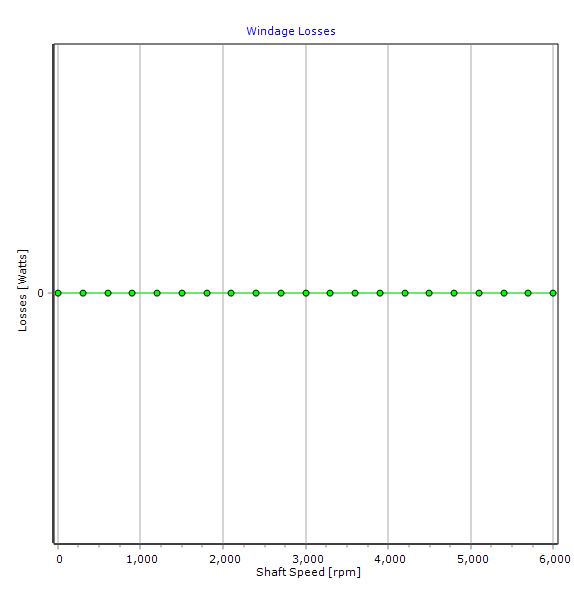 Windage Losses
Losses [Watts]
0
0 1,000 2,000 3,000 4,000 5,000 6,000
Shaft Speed [rpm]